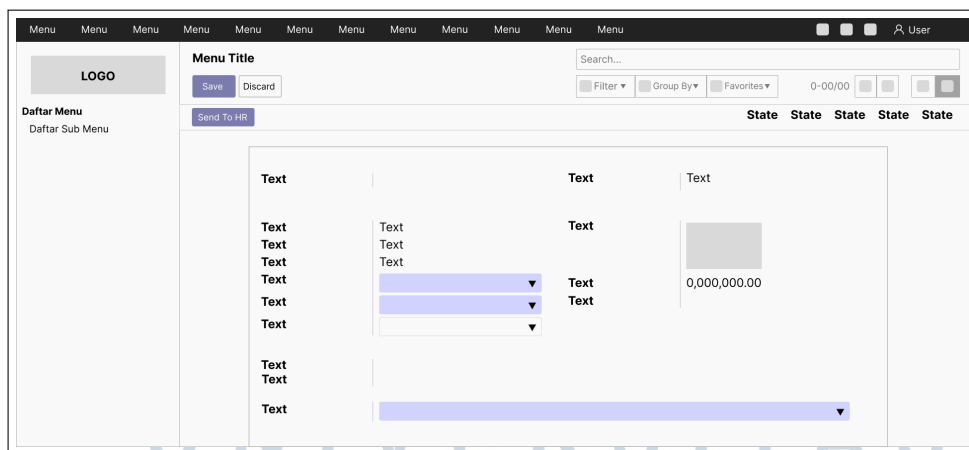 Menu Menu Menu Menu Menu Menu Menu Menu Menu Menu Menu Menu User
LOGO
Daftar Menu
Daftar Sub Menu
Menu Title
Search...
Save Discard
Filter ▾ Group By▾ Favorites▾ 0-00/00
Send To HR
State State State State State
Text Text Text
Text Text Text
Text Text
Text Text
Text Text 0,000,000.00
Text Text
Text
Text
Text
Text